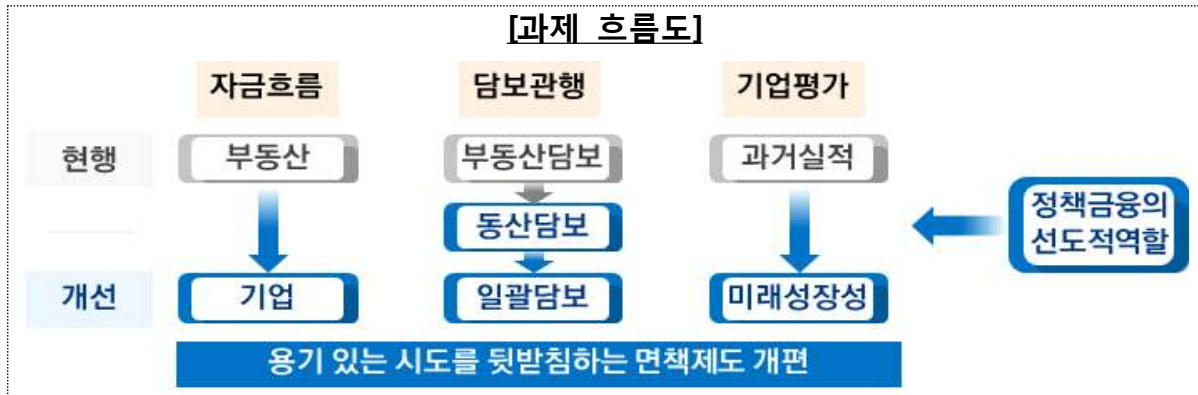 [과제 흐름도]
자금흐름 담보관행 기업평가
현행 부동산 부동산담보 과거실적
동산담보
정책금융의
선도적역할
개선 기업 일괄담보 미래성장성
용기 있는 시도를 뒷받침하는 면책제도 개편